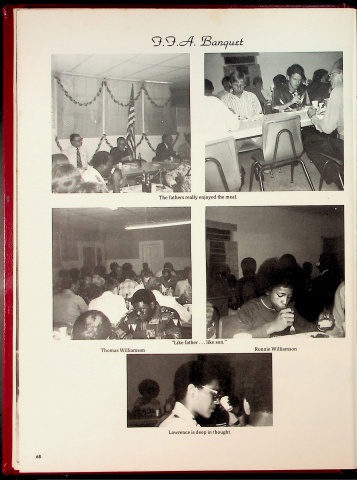 F.F.A. Banquet
The fathers really enjoyed the meal.
"Like father . . . like son."
Thomas Williamson
Ronnie Williamson
Lawrence is deep in thought.
68